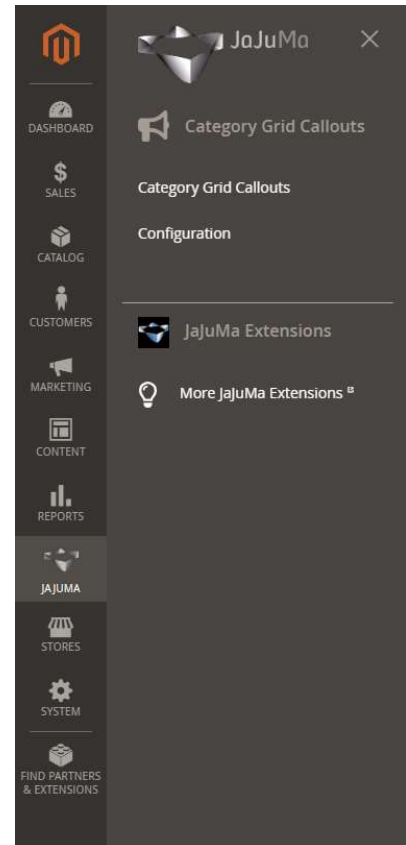 DASHBOARD
SALES
CATALOG
CUSTOMERS
MARKETING
CONTENT
REPORTS
JAJUMA
STORES
SYSTEM
FIND PARTNERS
& EXTENSIONS
JaJuMa
Category Grid Callouts
Category Grid Callouts
Configuration
JaJuMa Extensions
More JaJuMa Extensions